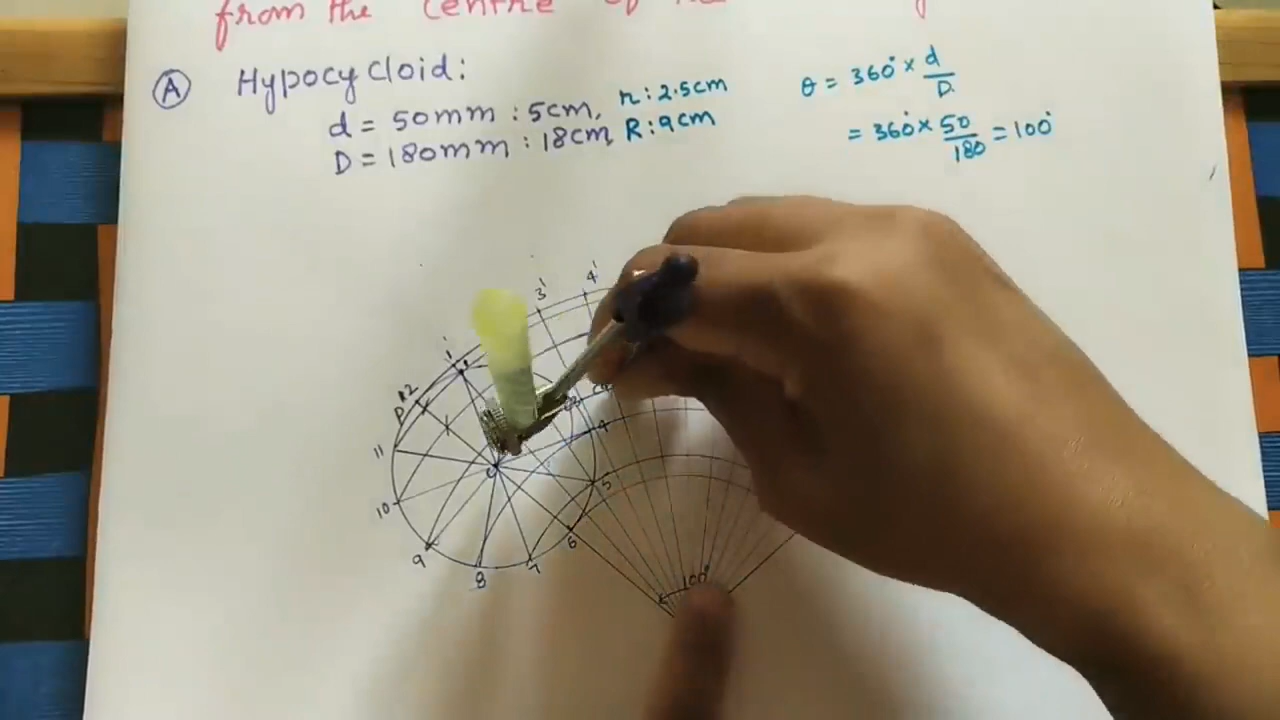 from the Centre of
A Hypocycloid:
d = 50mm : 5cm, r: 2.5cm
D = 180mm : 18cm, R: 9cm
θ = 360° × d/D.
= 360° × 50/180 = 100°
3' 4'
1'
P 12
11
10
9
8
7
6
5
4
C
100°